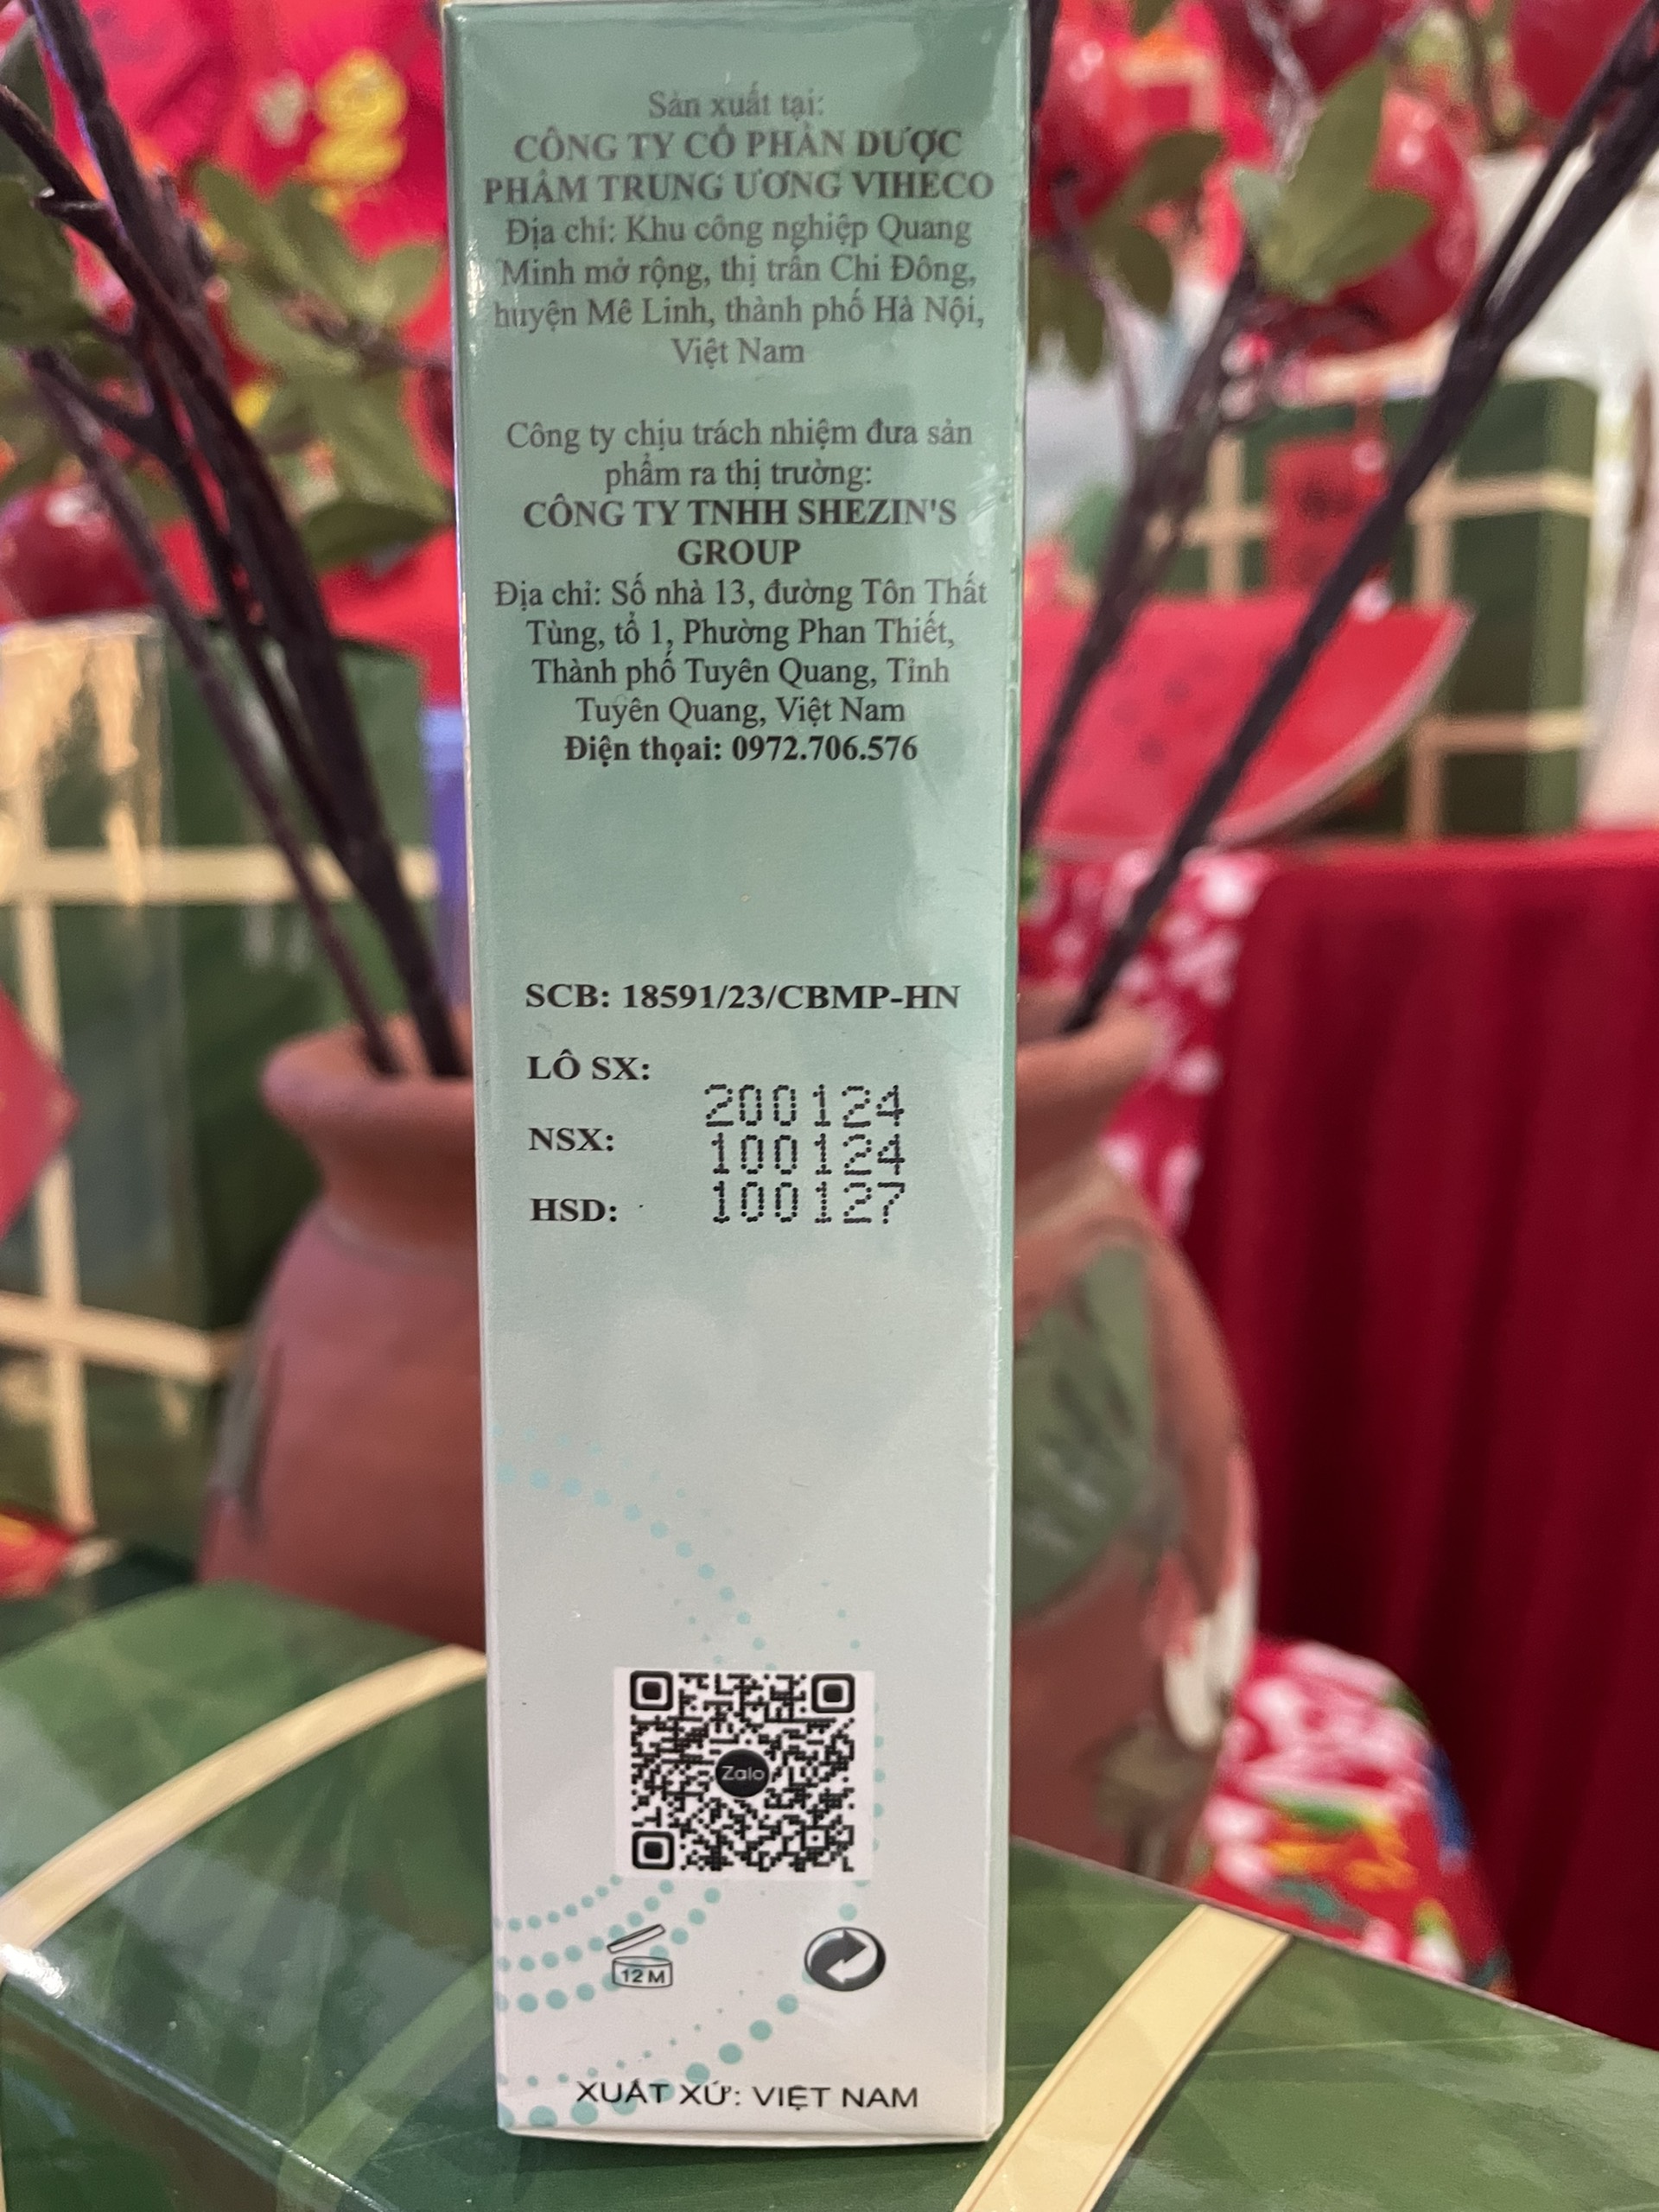 Sản xuất tại:
CÔNG TY CỔ PHẦN DƯỢC
PHẨM TRUNG ƯƠNG VIHECO
Địa chỉ: Khu công nghiệp Quang
Minh mở rộng, thị trấn Chi Đông,
huyện Mê Linh, thành phố Hà Nội,
Việt Nam
Công ty chịu trách nhiệm đưa sản
phẩm ra thị trường:
CÔNG TY TNHH SHEZIN'S
GROUP
Địa chỉ: Số nhà 13, đường Tôn Thất
Tùng, tổ 1, Phường Phan Thiết,
Thành phố Tuyên Quang, Tỉnh
Tuyên Quang, Việt Nam
Điện thọai: 0972.706.576
SCB: 18591/23/CBMP-HN
LÔ SX: 200124
NSX: 100124
HSD: 100127
Zalo
12 M
XUẤT XỨ: VIỆT NAM